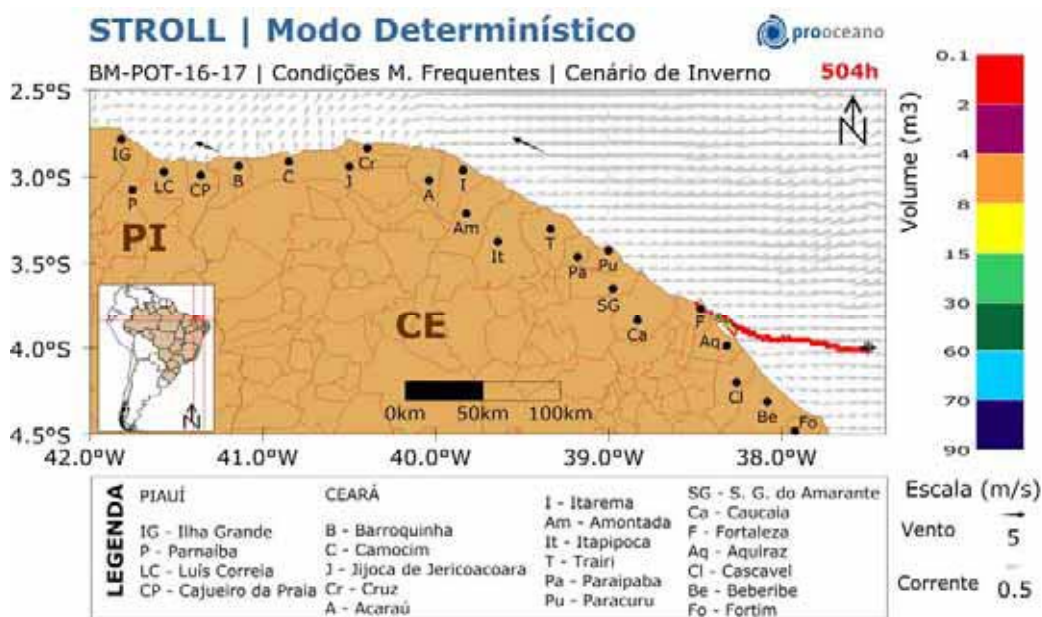 STROLL | Modo Determinístico
prooceano
BM-POT-16-17 | Condições M. Frequentes | Cenário de Inverno 504h
2.5°S
3.0°S
3.5°S
4.0°S
4.5°S
42.0°W 41.0°W 40.0°W 39.0°W 38.0°W
N
IG
LC
CP
P
B
C
J
Cr
A
I
Am
It
T
Pa
Pu
SG
Ca
F
Aq
Cl
Be
Fo
PI
CE
N
0km 50km 100km
Volume (m3)
0.1
2
4
8
15
30
60
70
90
LEGENDA
PIAUÍ
IG - Ilha Grande
P - Parnaíba
LC - Luís Correia
CP - Cajueiro da Praia
CEARÁ
B - Barroquinha
C - Camocim
J - Jijoca de Jericoacoara
Cr - Cruz
A - Acaraú
I - Itarema
Am - Amontada
It - Itapipoca
T - Trairi
Pa - Paraipaba
Pu - Paracuru
SG - S. G. do Amarante
Ca - Caucaia
F - Fortaleza
Aq - Aquiraz
Cl - Cascavel
Be - Beberibe
Fo - Fortim
Escala (m/s)
Vento 5
Corrente 0.5